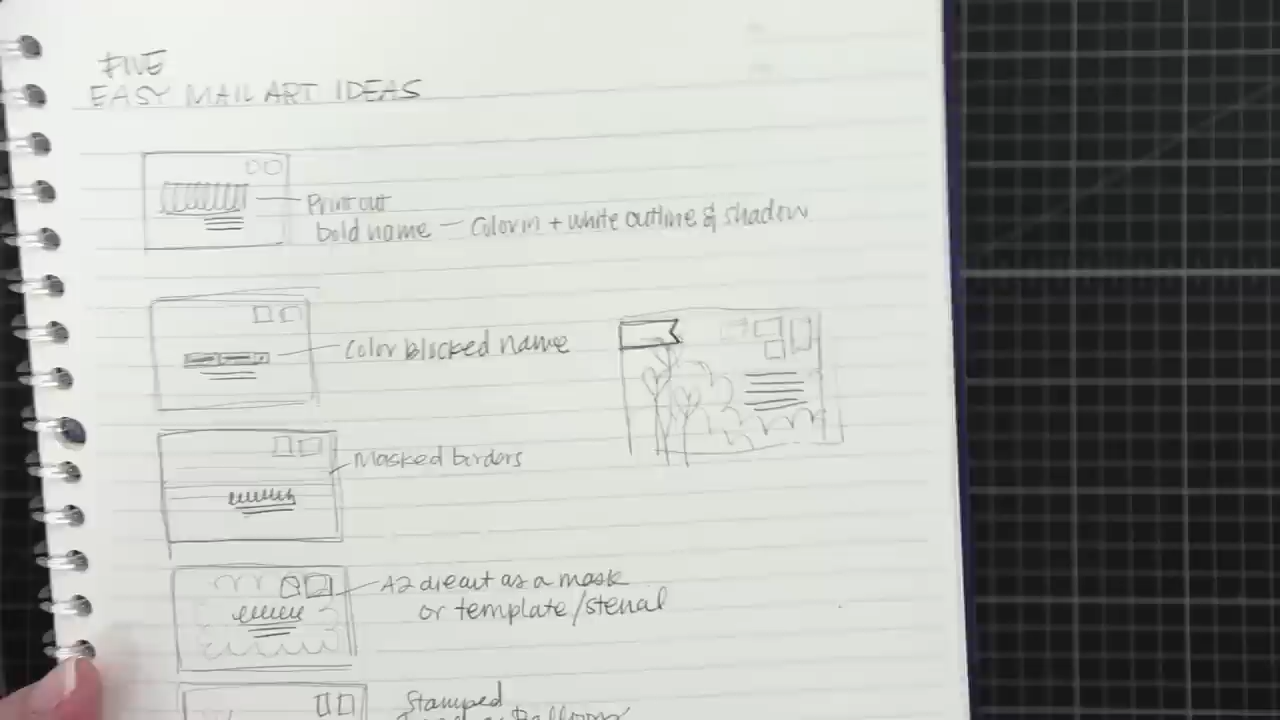 FIVE
EASY MAIL ART IDEAS
Print out
bold name — Color in + white outline & shadow
Color blocked name
Masked borders
A2 diecut as a mask
or template/stencil
Stamped